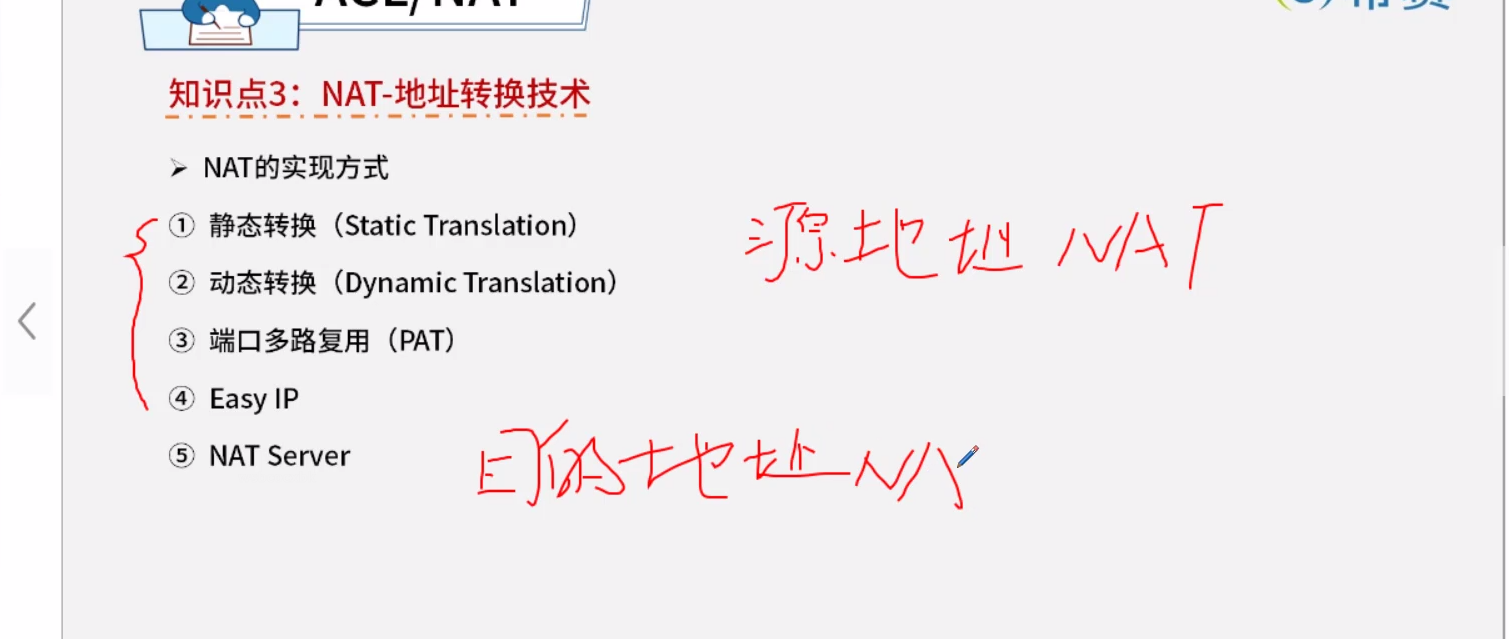 ACL/NAT
知识点3：NAT-地址转换技术
➢ NAT的实现方式
① 静态转换（Static Translation）
源地址 NAT
② 动态转换（Dynamic Translation）
③ 端口多路复用（PAT）
④ Easy IP
⑤ NAT Server
目的地址 NA